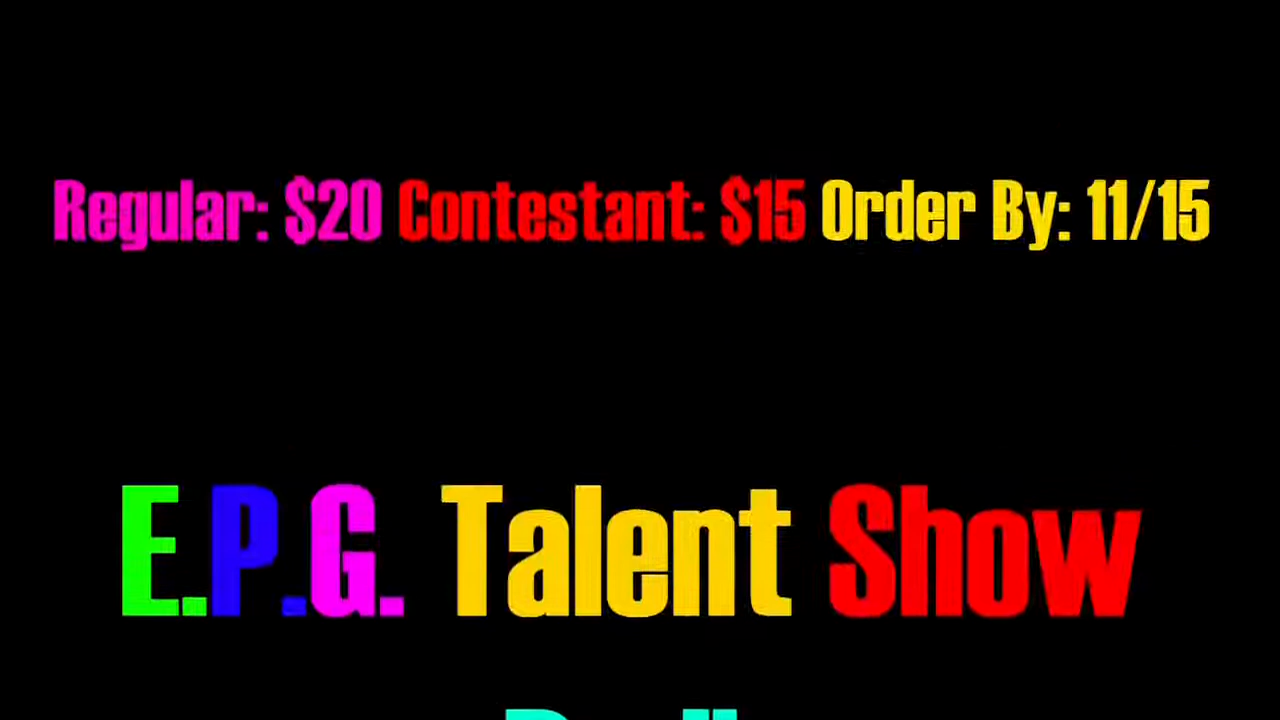 Regular: $20 Contestant: $15 Order By: 11/15
E.P.G. Talent Show